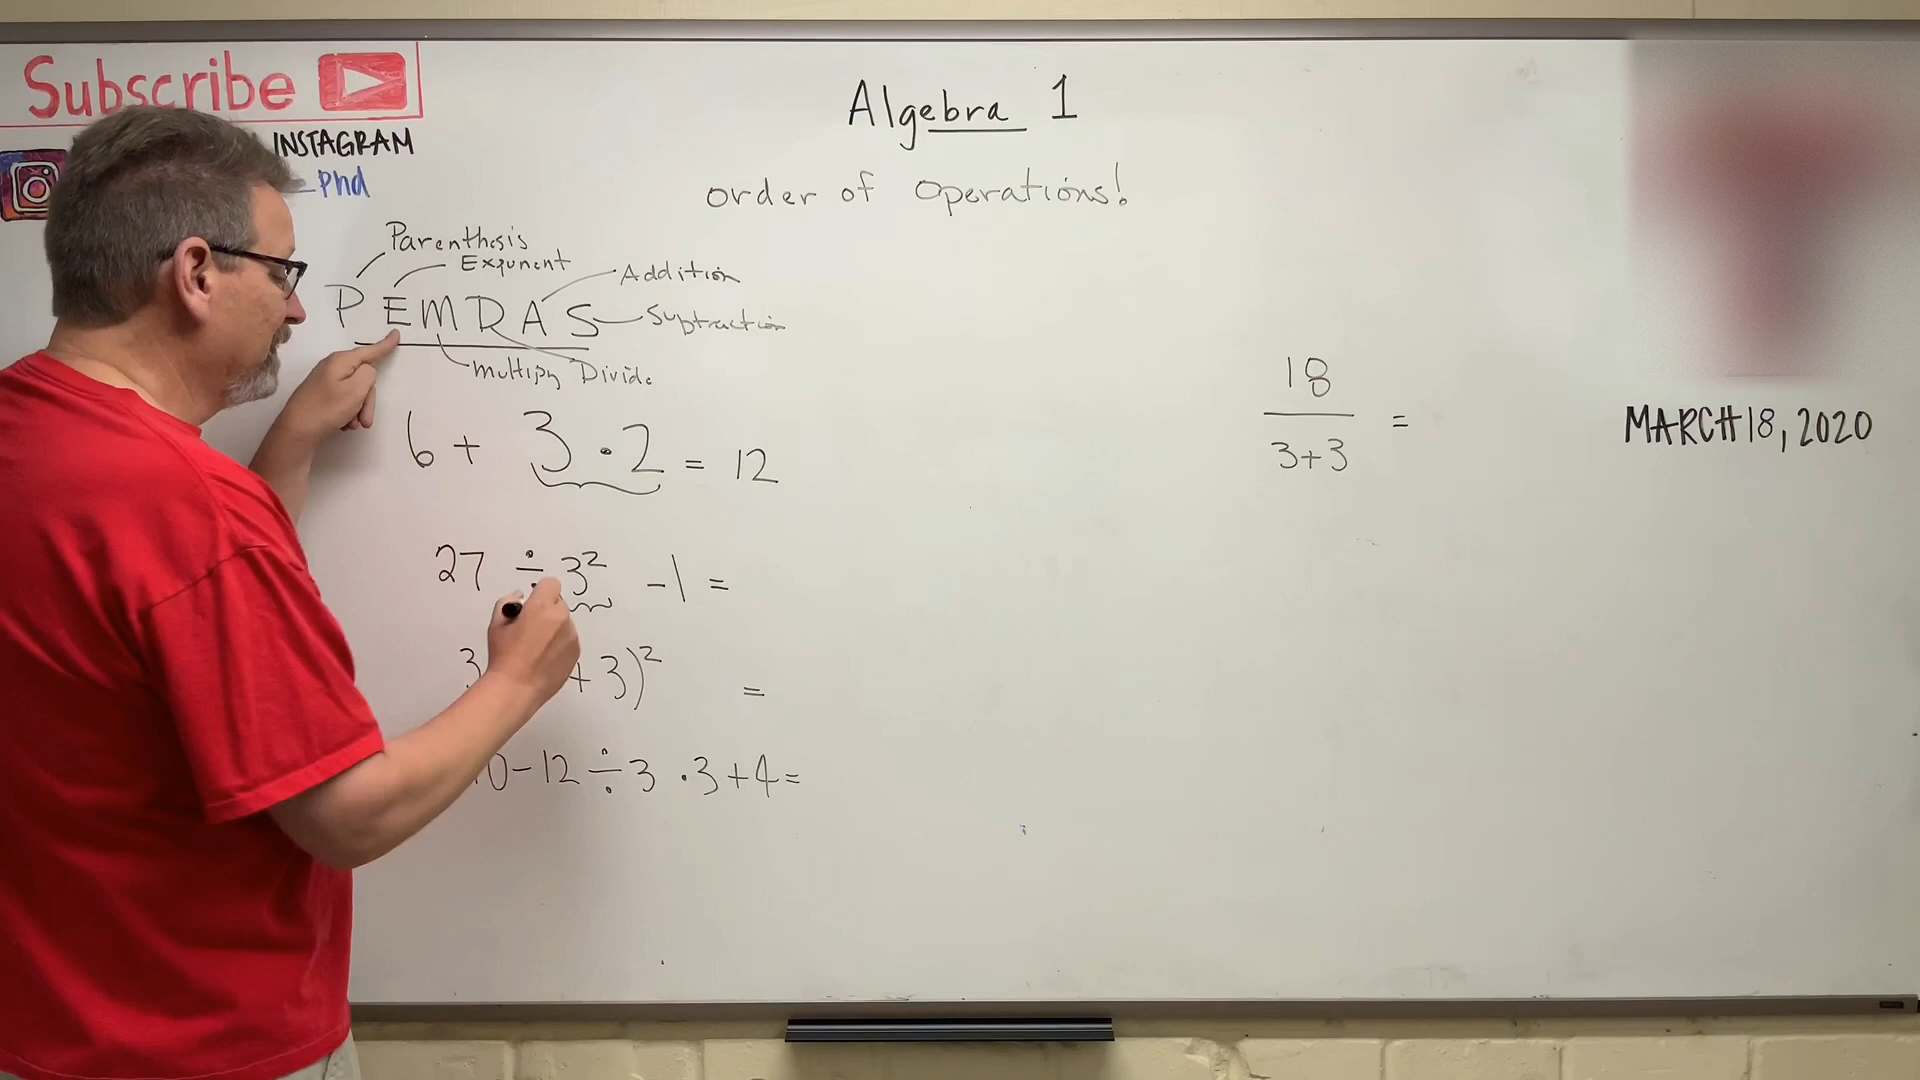 Subscribe
INSTAGRAM
phd
Algebra 1
order of Operations!
Parenthesis
Exponent
Addition
PEMDAS
Subtraction
Multiply Divide
6 + 3 · 2 = 12
27 ÷ 3² - 1 =
3 + 3)² =
0 - 12 ÷ 3 · 3 + 4 =
18
3+3 =
MARCH 18, 2020